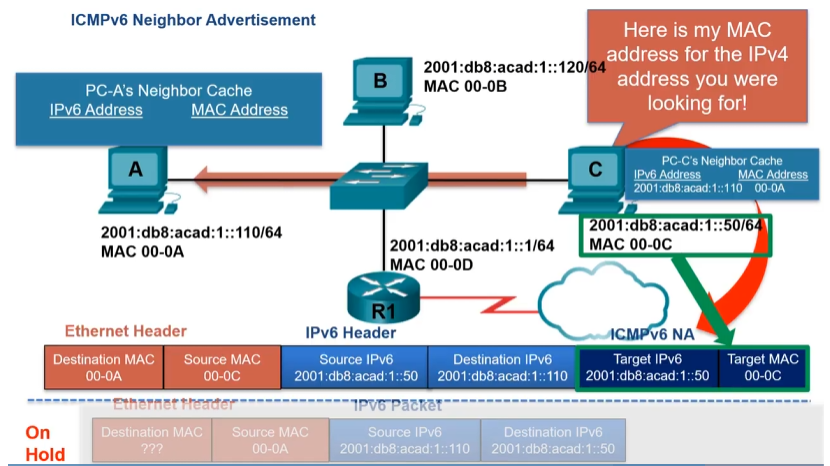 ICMPv6 Neighbor Advertisement
Here is my MAC
address for the IPv4
address you were
looking for!
PC-A's Neighbor Cache
IPv6 Address MAC Address
B
2001:db8:acad:1::120/64
MAC 00-0B
A
C
PC-C's Neighbor Cache
IPv6 Address MAC Address
2001:db8:acad:1::110 00-0A
2001:db8:acad:1::110/64
MAC 00-0A
2001:db8:acad:1::1/64
MAC 00-0D
2001:db8:acad:1::50/64
MAC 00-0C
R1
Ethernet Header
IPv6 Header
ICMPv6 NA
Destination MAC
00-0A
Source MAC
00-0C
Source IPv6
2001:db8:acad:1::50
Destination IPv6
2001:db8:acad:1::110
Target IPv6
2001:db8:acad:1::50
Target MAC
00-0C
Ethernet Header
IPv6 Packet
On
Hold
Destination MAC
???
Source MAC
00-0A
Source IPv6
2001:db8:acad:1::110
Destination IPv6
2001:db8:acad:1::50